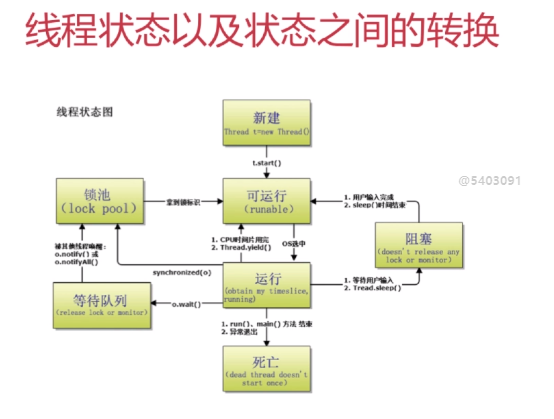 线程状态以及状态之间的转换
线程状态图
新建
Thread t=new Thread()
t.start()
@5403091
锁池
(lock pool)
拿到锁标识
可运行
(runable)
1. 用户输入完成
2. sleep()时间结束
被其他线程唤醒:
o.notify() 或
o.notifyAll()
1. CPU时间片用完
2. Thread.yield()
OS选中
阻塞
(doesn't release any
lock or monitor)
synchronized(o)
等待队列
(release lock or monitor)
o.wait()
运行
(obtain my timeslice,
running)
1. 等待用户输入
2. Tread.sleep()
1. run()、main() 方法 结束
2. 异常退出
死亡
(dead thread doesn't
start once)